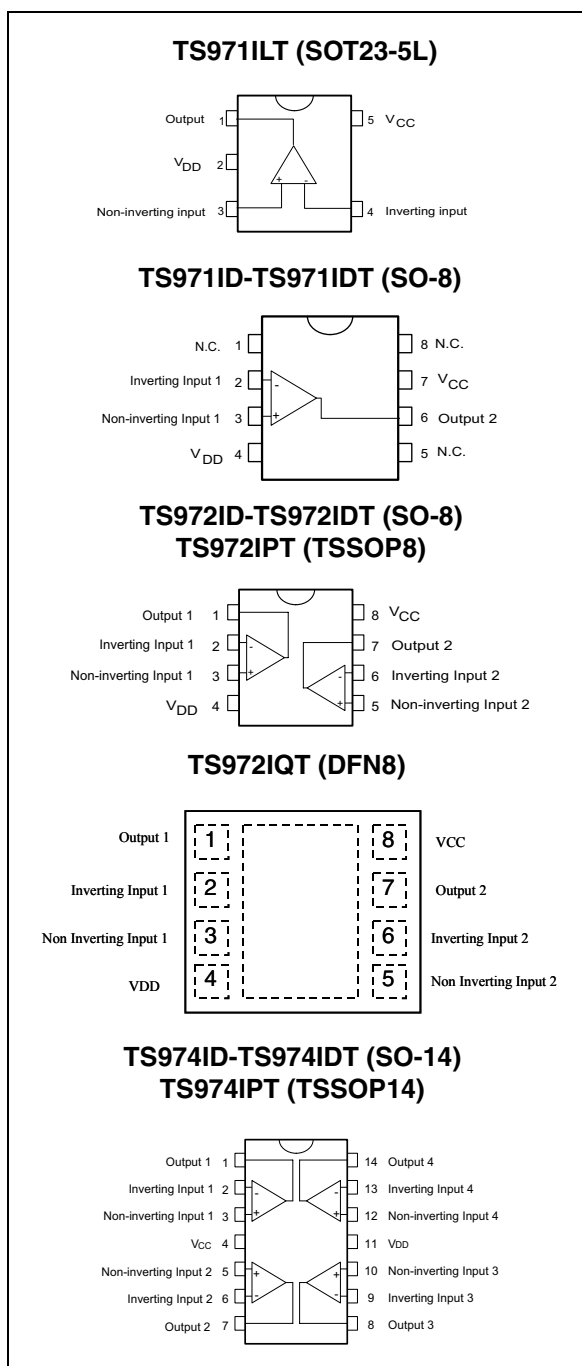 TS971ILT (SOT23-5L)
Output 1 5 VCC
VDD 2
+ -
Non-inverting input 3 4 Inverting input
TS971ID-TS971IDT (SO-8)
N.C. 1 8 N.C.
Inverting Input 1 2 - 7 VCC
Non-inverting Input 1 3 + 6 Output 2
VDD 4 5 N.C.
TS972ID-TS972IDT (SO-8)
TS972IPT (TSSOP8)
Output 1 1 8 VCC
Inverting Input 1 2 - 7 Output 2
Non-inverting Input 1 3 + - 6 Inverting Input 2
VDD 4 + 5 Non-inverting Input 2
TS972IQT (DFN8)
Output 1 1 8 VCC
Inverting Input 1 2 7 Output 2
Non Inverting Input 1 3 6 Inverting Input 2
VDD 4 5 Non Inverting Input 2
TS974ID-TS974IDT (SO-14)
TS974IPT (TSSOP14)
Output 1 1 14 Output 4
Inverting Input 1 2 - - 13 Inverting Input 4
Non-inverting Input 1 3 + + 12 Non-inverting Input 4
VCC 4 11 VDD
Non-inverting Input 2 5 + + 10 Non-inverting Input 3
Inverting Input 2 6 - - 9 Inverting Input 3
Output 2 7 8 Output 3